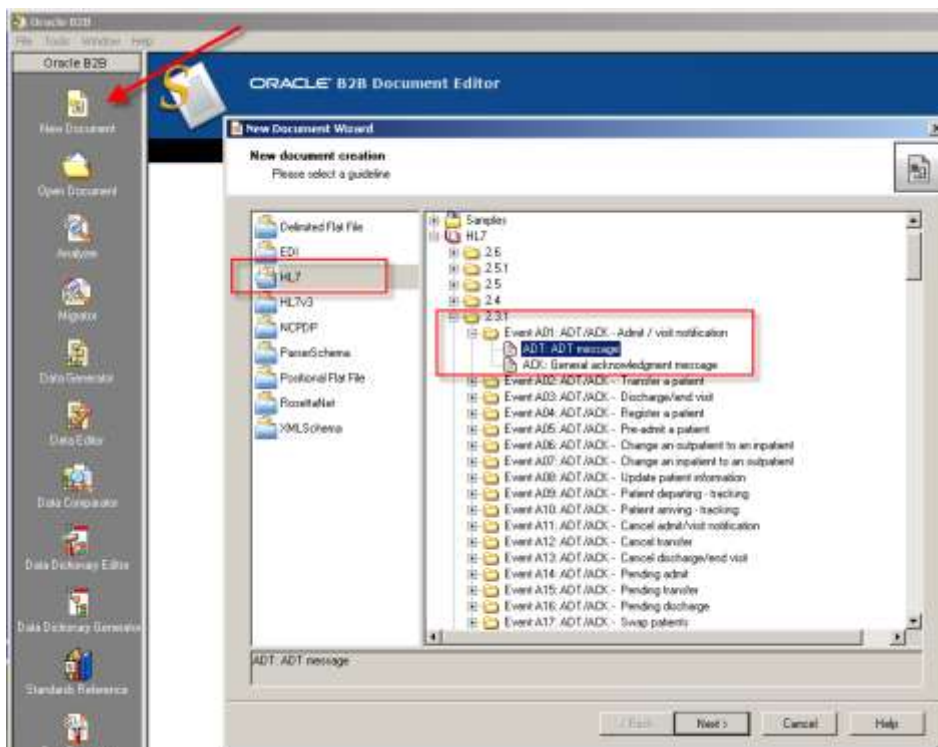 Oracle B2B
File Tools Window Help
Oracle B2B
New Document
Open Document
Analyzer
Migrator
Data Generator
Data Editor
Data Comparator
Data Dictionary Editor
Data Dictionary Generator
Standards Reference
ORACLE B2B Document Editor
New Document Wizard
New document creation
Please select a guideline
Delimited Flat File
EDI
HL7
HL7v3
NCPDP
ParserSchema
Positional Flat File
RosettaNet
XMLSchema
Samples
HL7
2.6
2.5.1
2.5
2.4
2.3.1
Event A01: ADT/ACK - Admit / visit notification
ADT: ADT message
ACK: General acknowledgment message
Event A02: ADT/ACK - Transfer a patient
Event A03: ADT/ACK - Discharge/end visit
Event A04: ADT/ACK - Register a patient
Event A05: ADT/ACK - Pre-admit a patient
Event A06: ADT/ACK - Change an outpatient to an inpatient
Event A07: ADT/ACK - Change an inpatient to an outpatient
Event A08: ADT/ACK - Update patient information
Event A09: ADT/ACK - Patient departing - tracking
Event A10: ADT/ACK - Patient arriving - tracking
Event A11: ADT/ACK - Cancel admit/visit notification
Event A12: ADT/ACK - Cancel transfer
Event A13: ADT/ACK - Cancel discharge/end visit
Event A14: ADT/ACK - Pending admit
Event A15: ADT/ACK - Pending transfer
Event A16: ADT/ACK - Pending discharge
Event A17: ADT/ACK - Swap patients
ADT: ADT message
< Back Next > Cancel Help